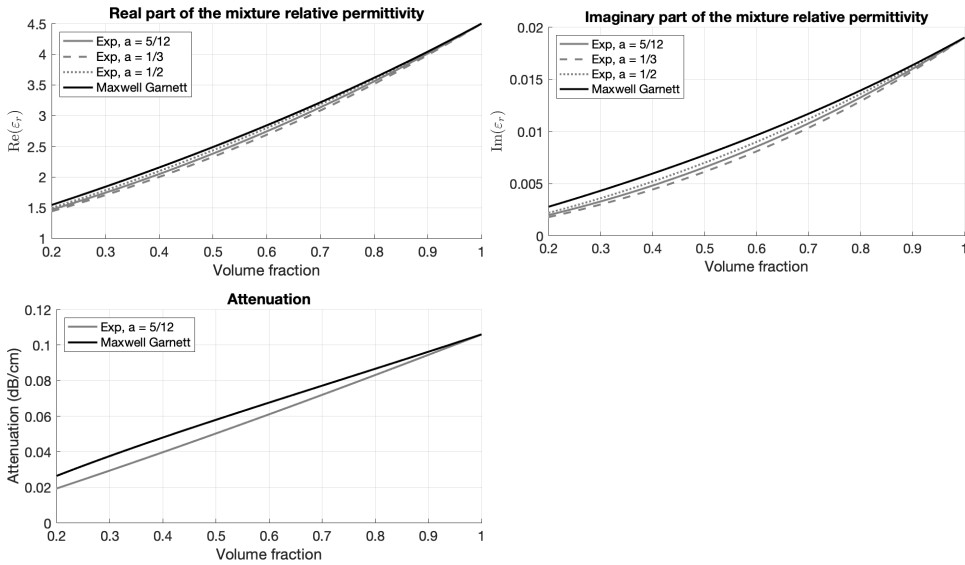 Real part of the mixture relative permittivity
4.5
4
3.5
3
2.5
2
1.5
1
Re(εr)
Exp, a = 5/12
Exp, a = 1/3
Exp, a = 1/2
Maxwell Garnett
0.2 0.3 0.4 0.5 0.6 0.7 0.8 0.9 1
Volume fraction
Imaginary part of the mixture relative permittivity
0.02
0.015
0.01
0.005
0
Im(εr)
Exp, a = 5/12
Exp, a = 1/3
Exp, a = 1/2
Maxwell Garnett
0.2 0.3 0.4 0.5 0.6 0.7 0.8 0.9 1
Volume fraction
Attenuation
0.12
0.1
0.08
0.06
0.04
0.02
0
Attenuation (dB/cm)
Exp, a = 5/12
Maxwell Garnett
0.2 0.3 0.4 0.5 0.6 0.7 0.8 0.9 1
Volume fraction